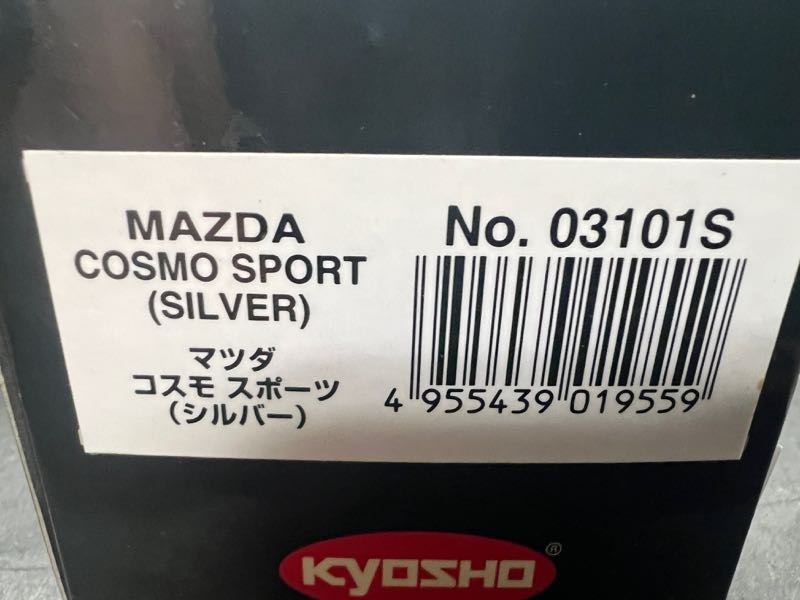 MAZDA
COSMO SPORT
(SILVER)
マツダ
コスモ スポーツ
(シルバー)
No. 03101S
4 955439 019559
KYOSHO®